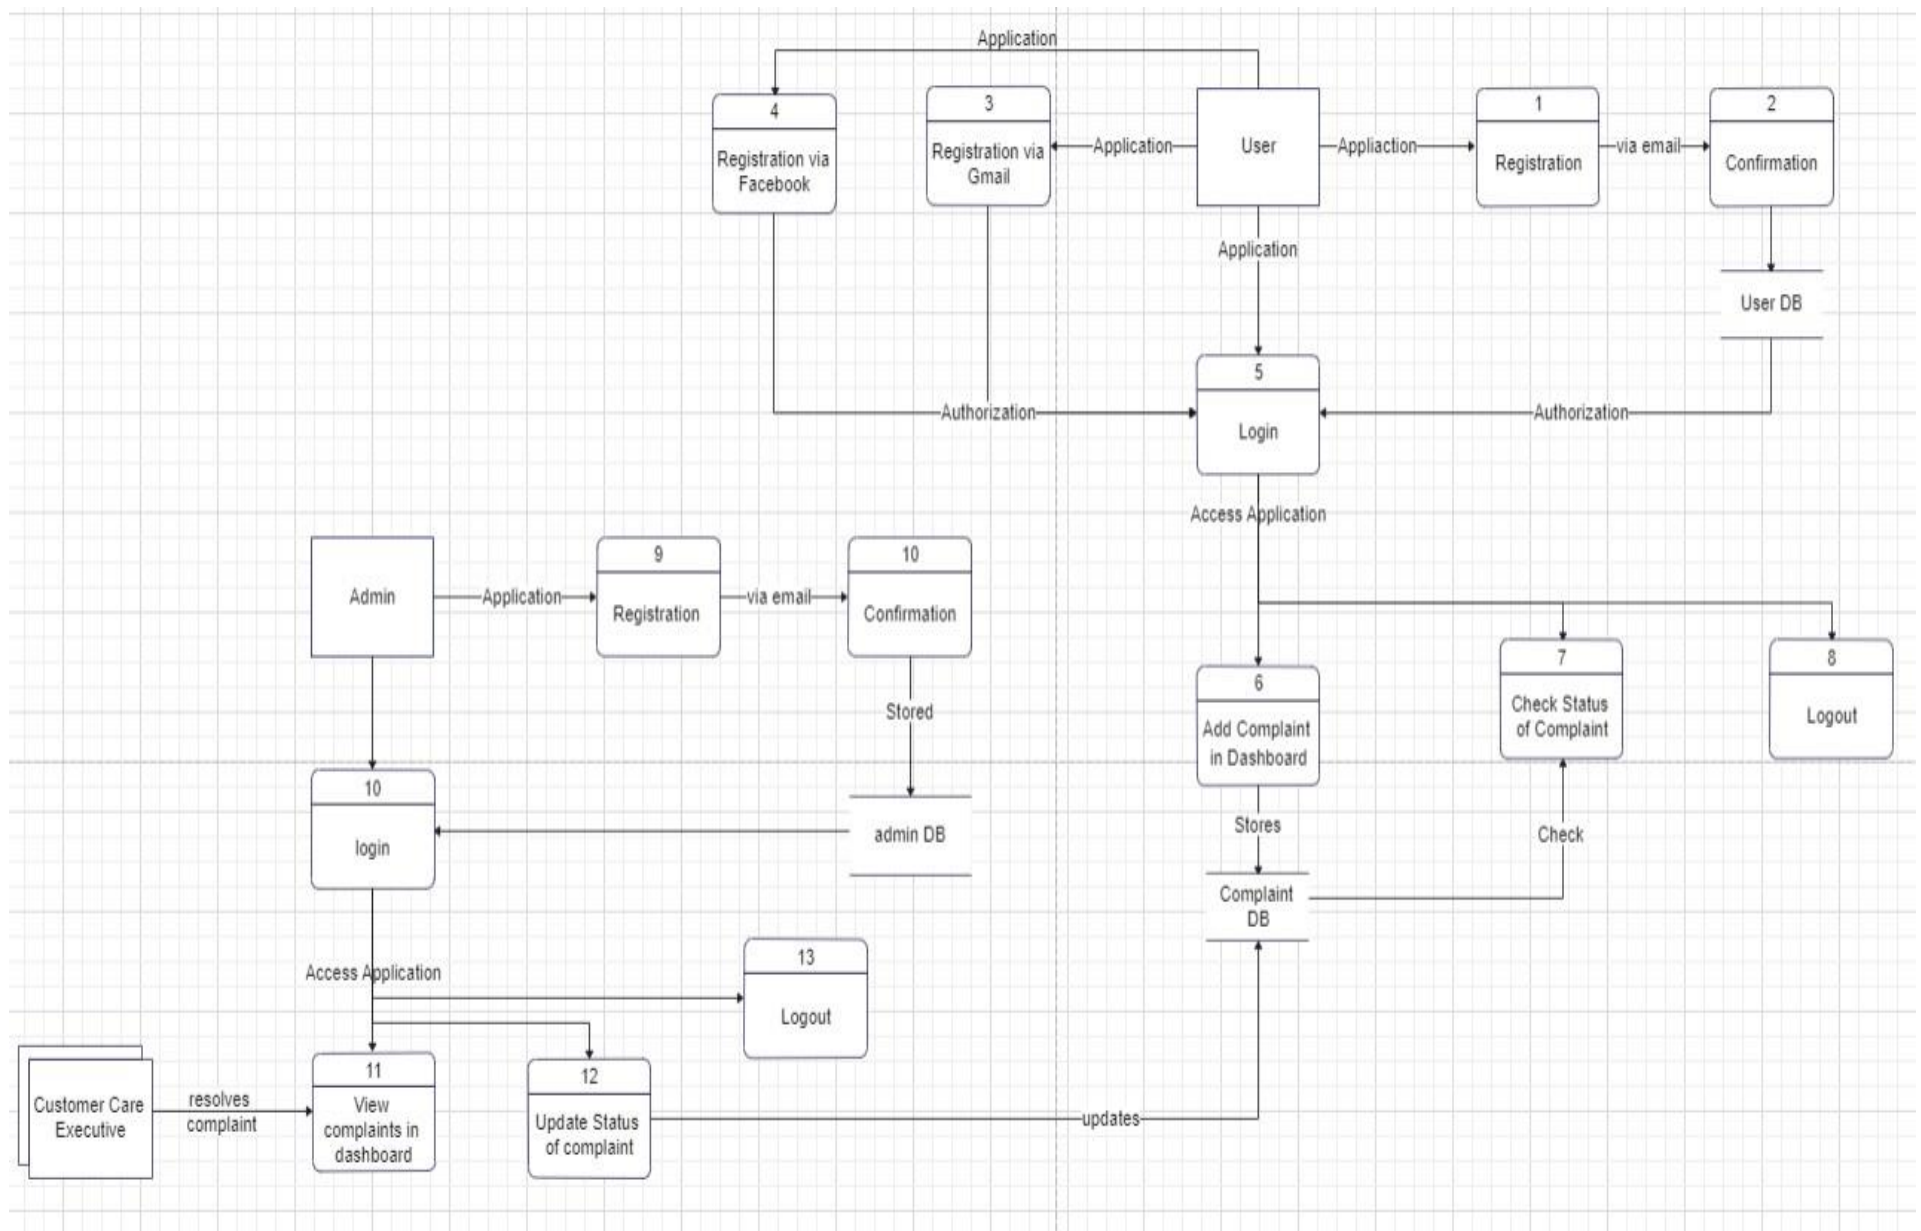 Application
4
Registration via
Facebook
3
Registration via
Gmail
Application
User
Appliaction
1
Registration
via email
2
Confirmation
Application
User DB
5
Login
Authorization
Authorization
Access Application
Admin
Application
9
Registration
via email
10
Confirmation
Stored
admin DB
10
login
6
Add Complaint
in Dashboard
7
Check Status
of Complaint
8
Logout
Stores
Check
Complaint
DB
Access Application
13
Logout
Customer Care
Executive
resolves
complaint
11
View
complaints in
dashboard
12
Update Status
of complaint
updates